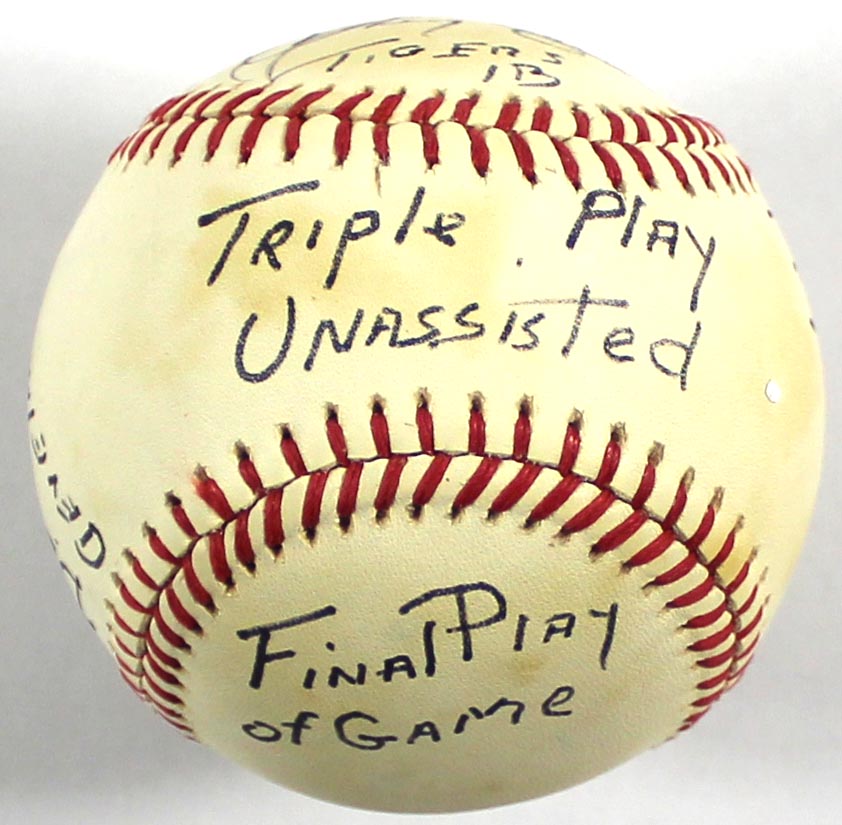 TIGERS
1B
TRIPle PlAy
UNASSISTed
FINAl PlAy
of GAMe